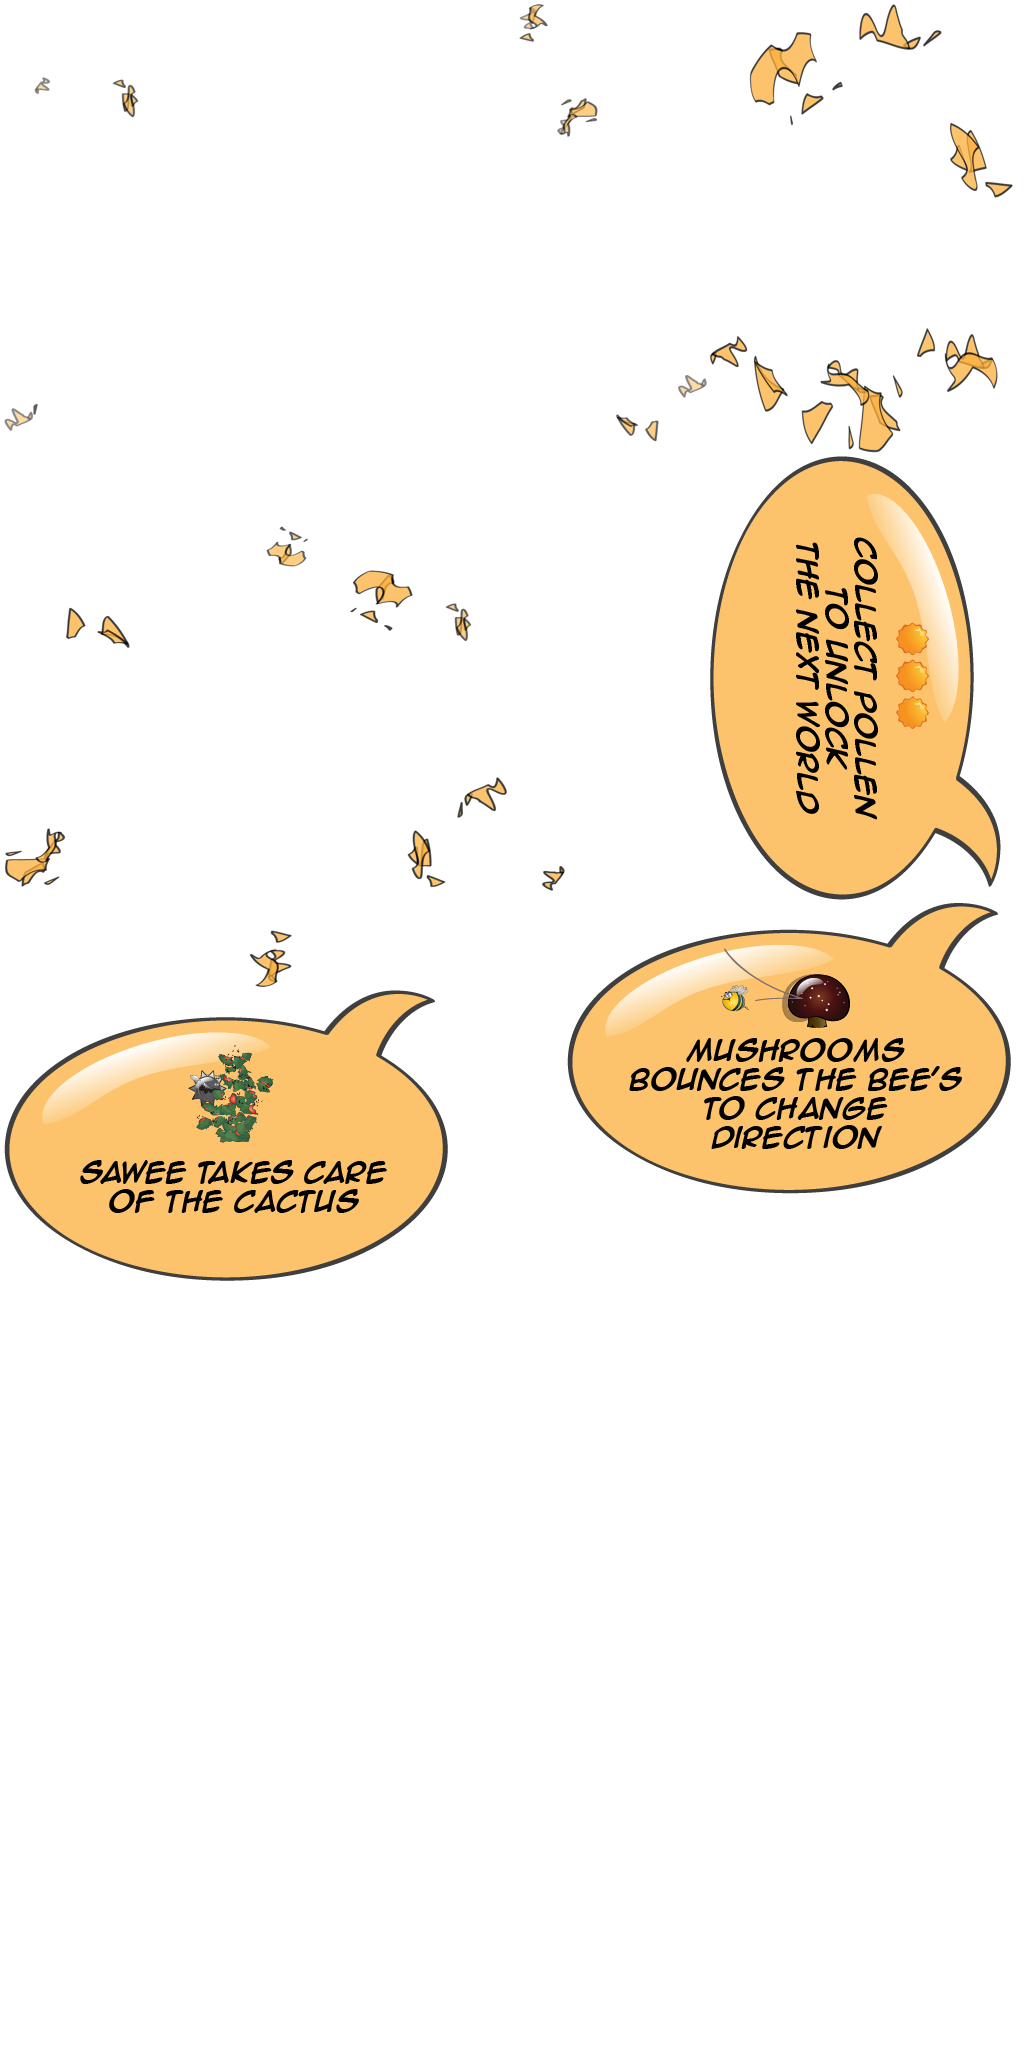 COLLECT POLLEN
TO UNLOCK
THE NEXT WORLD
MUSHROOMS
BOUNCES THE BEE'S
TO CHANGE
DIRECTION
SAWEE TAKES CARE
OF THE CACTUS